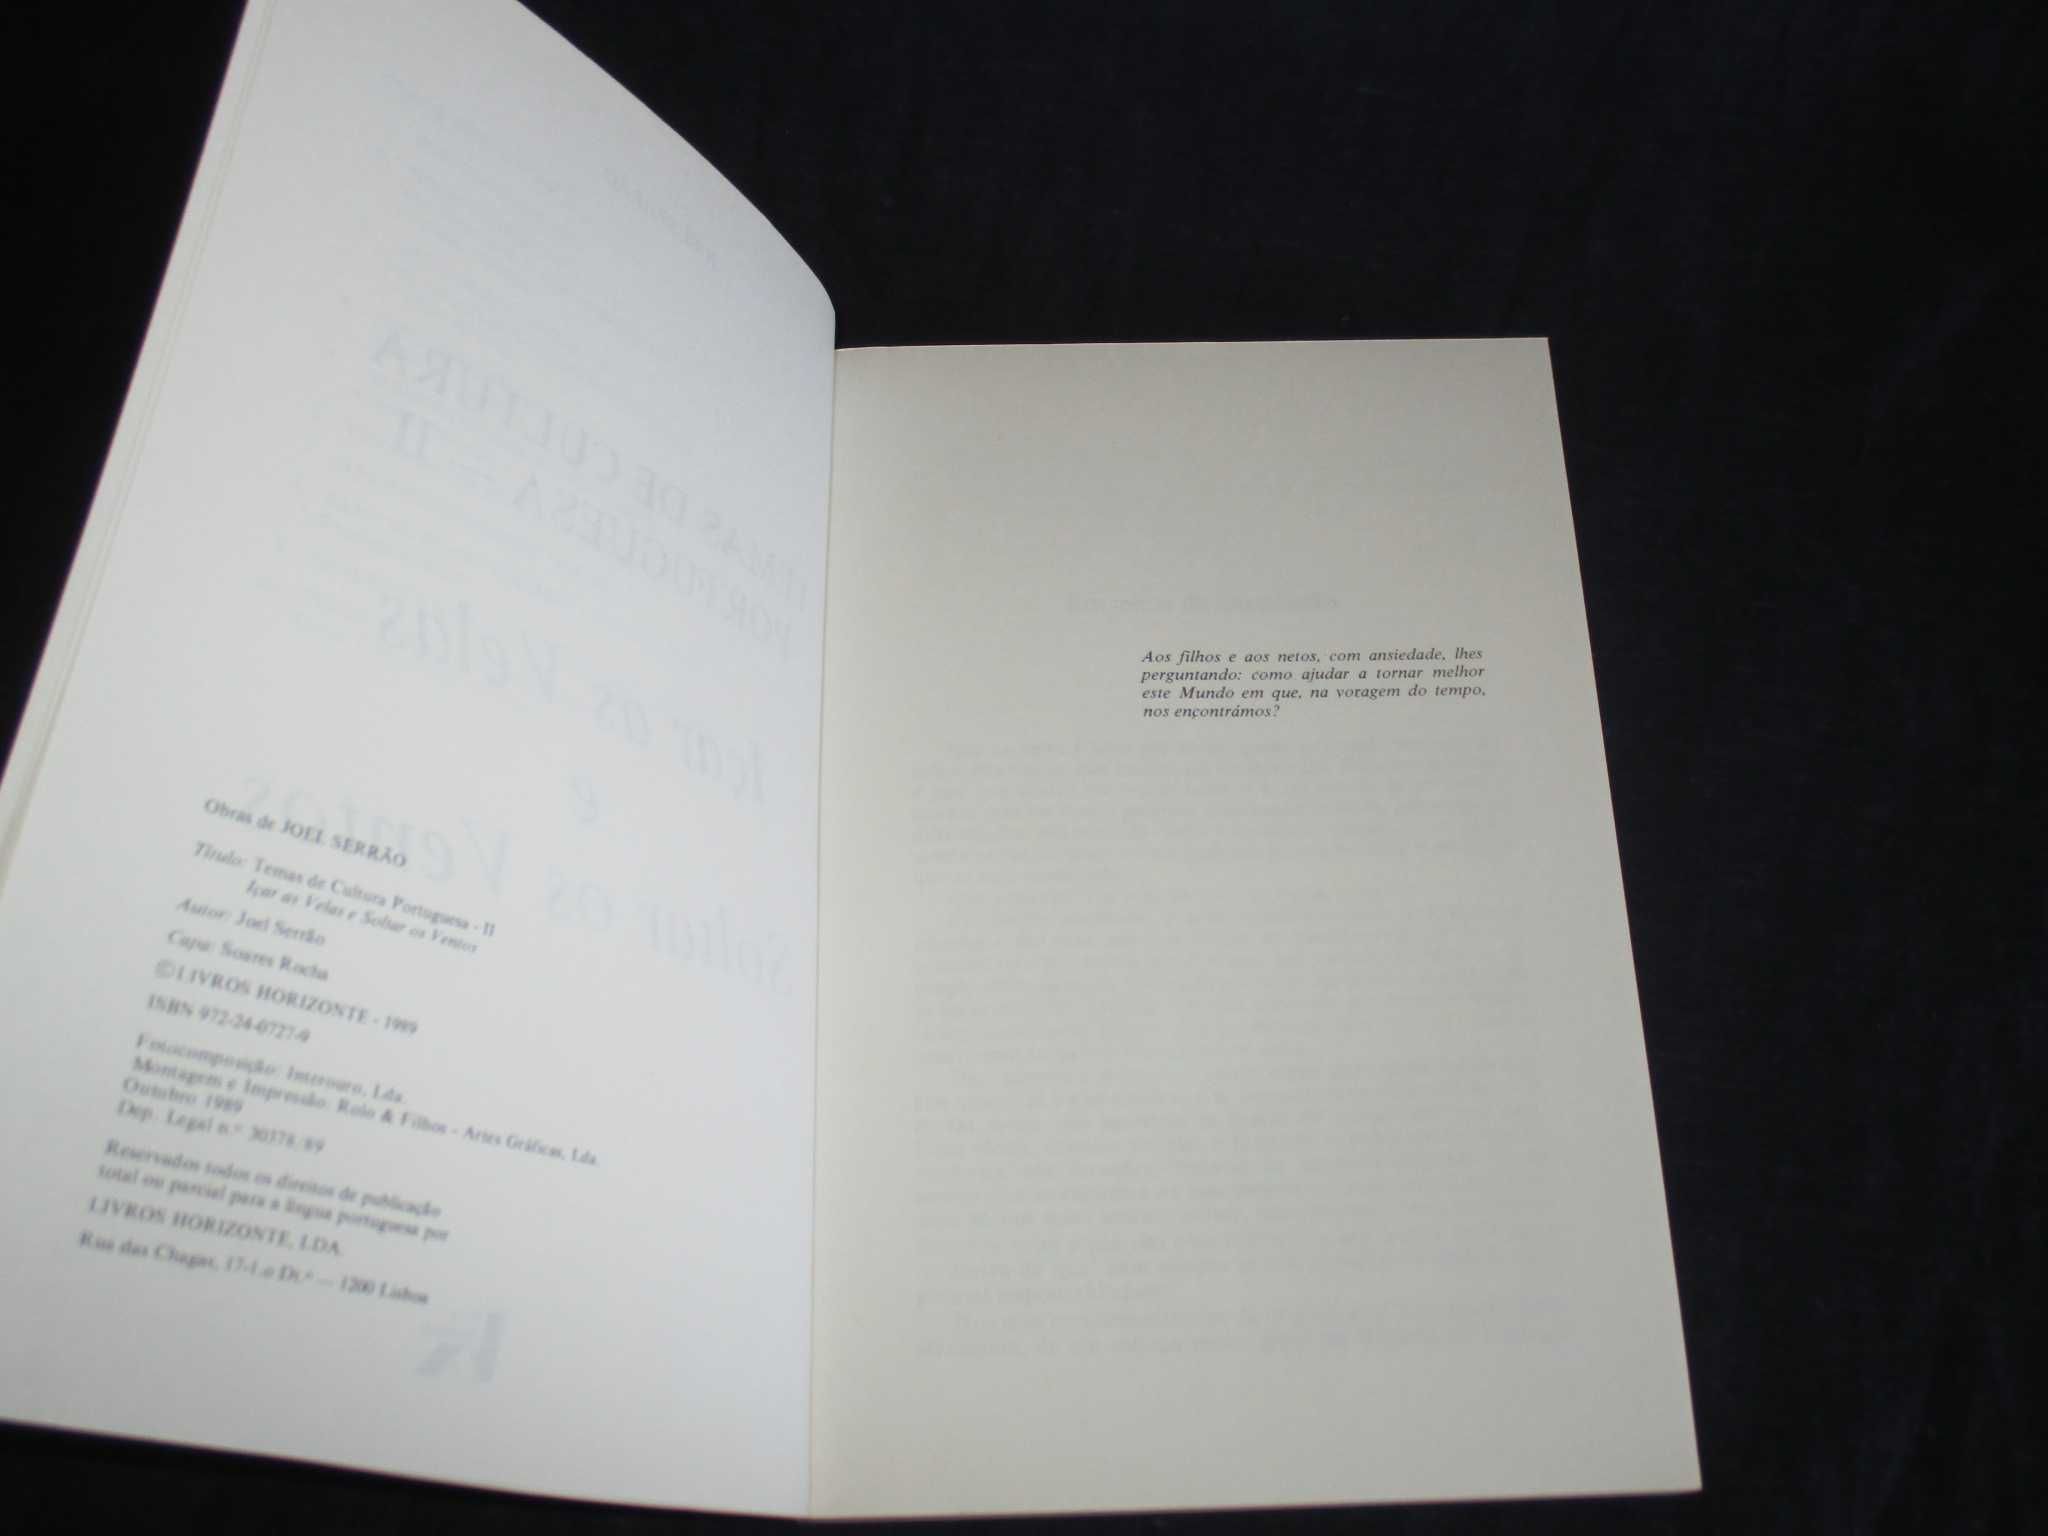 Obras de JOEL SERRÃO
Título: Temas de Cultura Portuguesa - II
Içar as Velas e Soltar os Ventos
Autor: Joel Serrão
Capa: Soares Rocha
©LIVROS HORIZONTE - 1989
ISBN 972-24-0727-9
Fotocomposição: Interouro, Lda.
Montagem e Impressão: Rolo & Filhos - Artes Gráficas, Lda.
Outubro 1989
Dep. Legal n.º 30378/89
Reservados todos os direitos de publicação
total ou parcial para a língua portuguesa por
LIVROS HORIZONTE, LDA.
Rua das Chagas, 17-1.o Dt.º — 1200 Lisboa
Aos filhos e aos netos, com ansiedade, lhes
perguntando: como ajudar a tornar melhor
este Mundo em que, na voragem do tempo,
nos encontrámos?